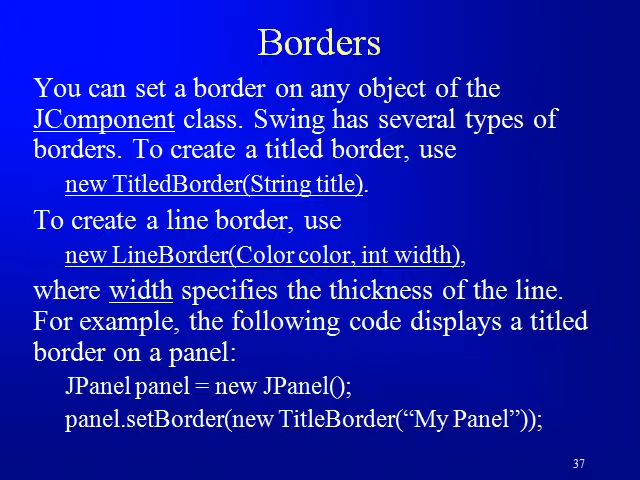 Borders
You can set a border on any object of the
JComponent class. Swing has several types of
borders. To create a titled border, use
new TitledBorder(String title).
To create a line border, use
new LineBorder(Color color, int width),
where width specifies the thickness of the line.
For example, the following code displays a titled
border on a panel:
JPanel panel = new JPanel();
panel.setBorder(new TitleBorder(“My Panel”));
37